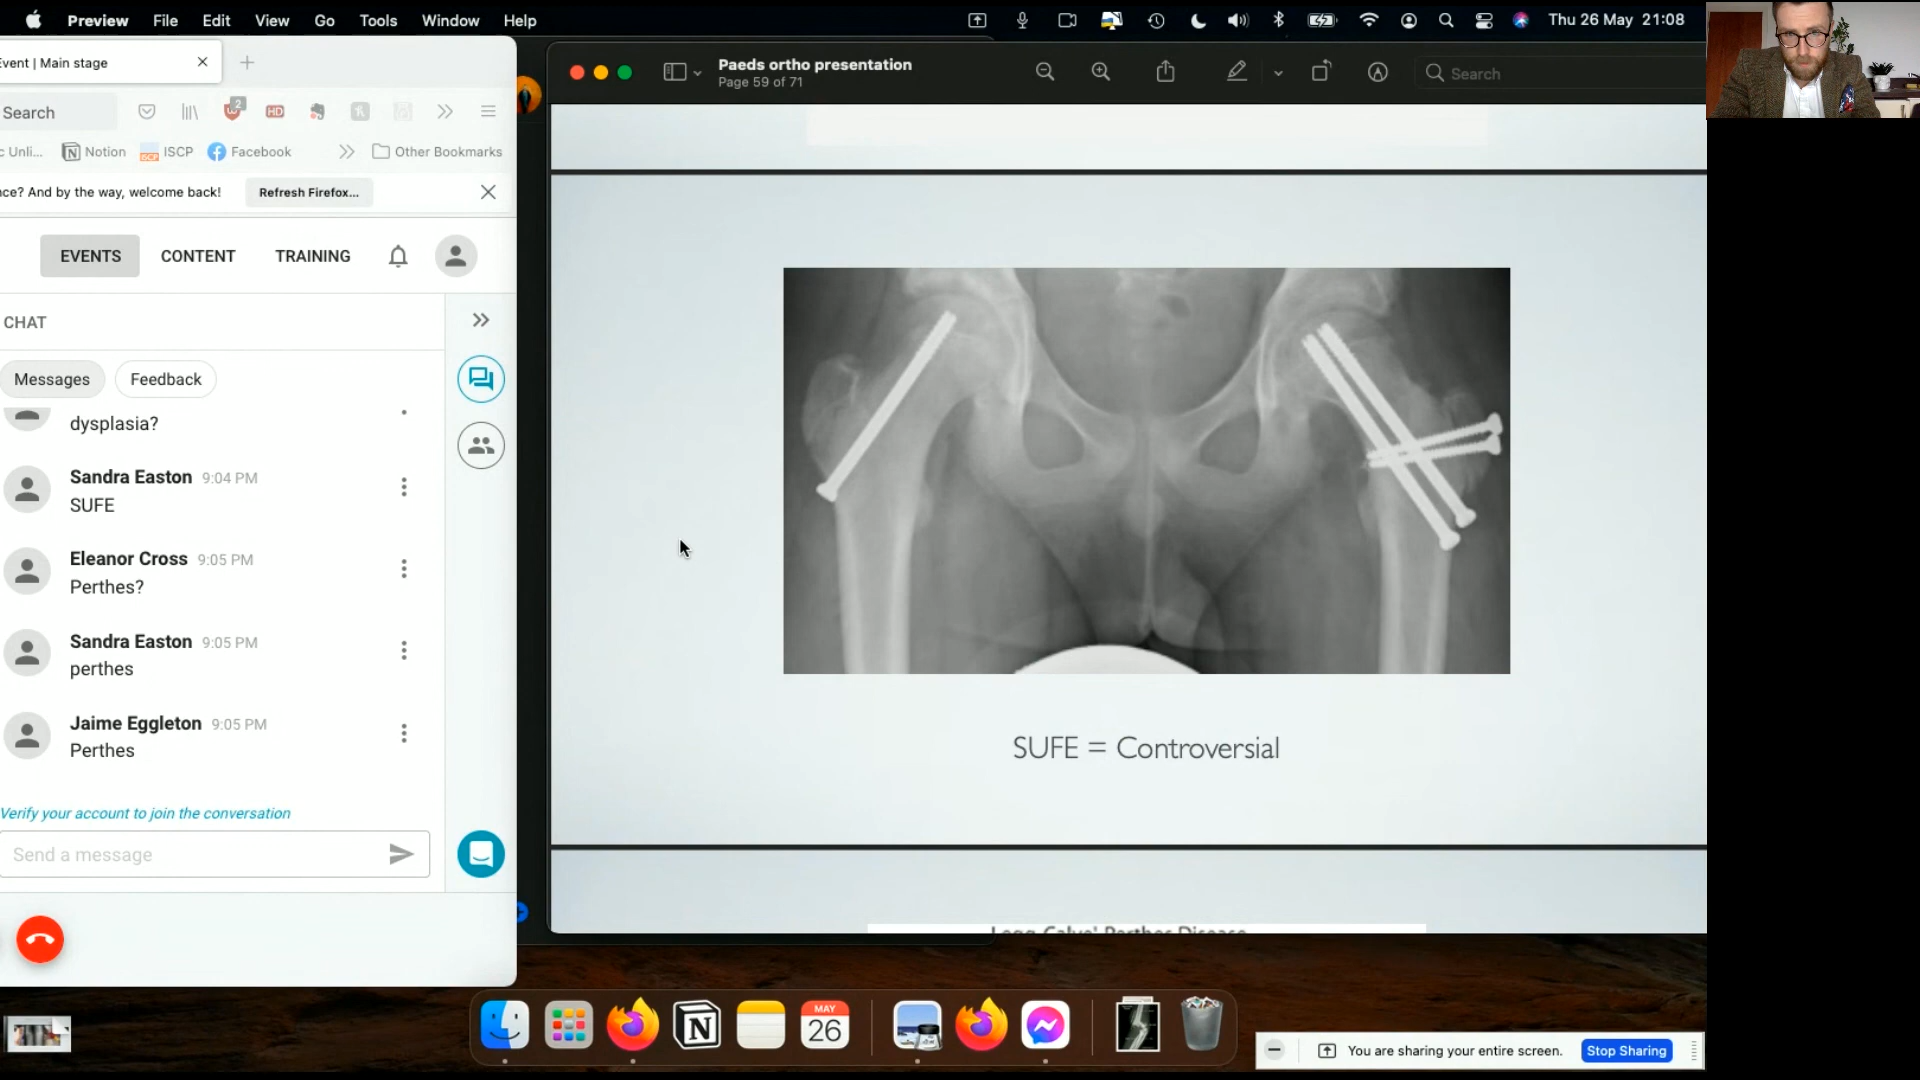 Preview File Edit View Go Tools Window Help
Thu 26 May 21:08
Event | Main stage
Search
2
HD
Notion
ISCP
Facebook
Other Bookmarks
And by the way, welcome back!
Refresh Firefox...
EVENTS CONTENT TRAINING
CHAT
Messages Feedback
dysplasia?
Sandra Easton 9:04 PM
SUFE
Eleanor Cross 9:05 PM
Perthes?
Sandra Easton 9:05 PM
perthes
Jaime Eggleton 9:05 PM
Perthes
Verify your account to join the conversation
Send a message
Paeds ortho presentation
Page 59 of 71
Search
SUFE = Controversial
MAY
26
You are sharing your entire screen.
Stop Sharing